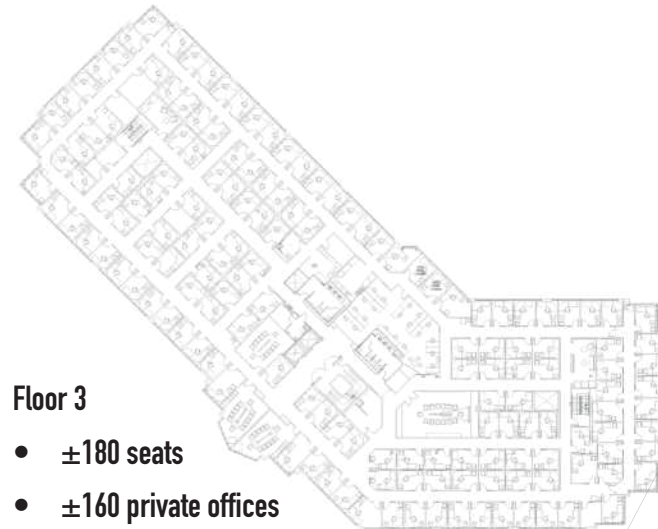 Floor 3
• ±180 seats
• ±160 private offices